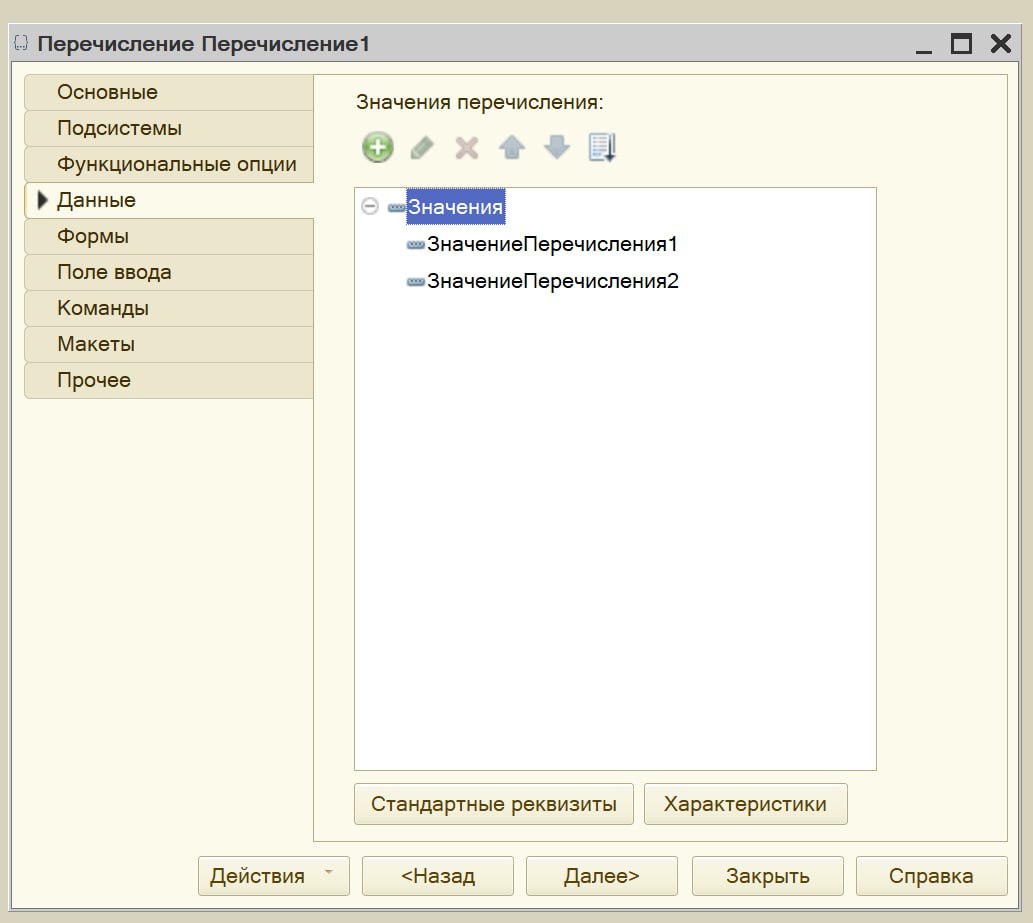 Перечисление Перечисление1
Основные
Подсистемы
Функциональные опции
Данные
Формы
Поле ввода
Команды
Макеты
Прочее
Значения перечисления:
Значения
ЗначениеПеречисления1
ЗначениеПеречисления2
Стандартные реквизиты
Характеристики
Действия
<Назад
Далее>
Закрыть
Справка